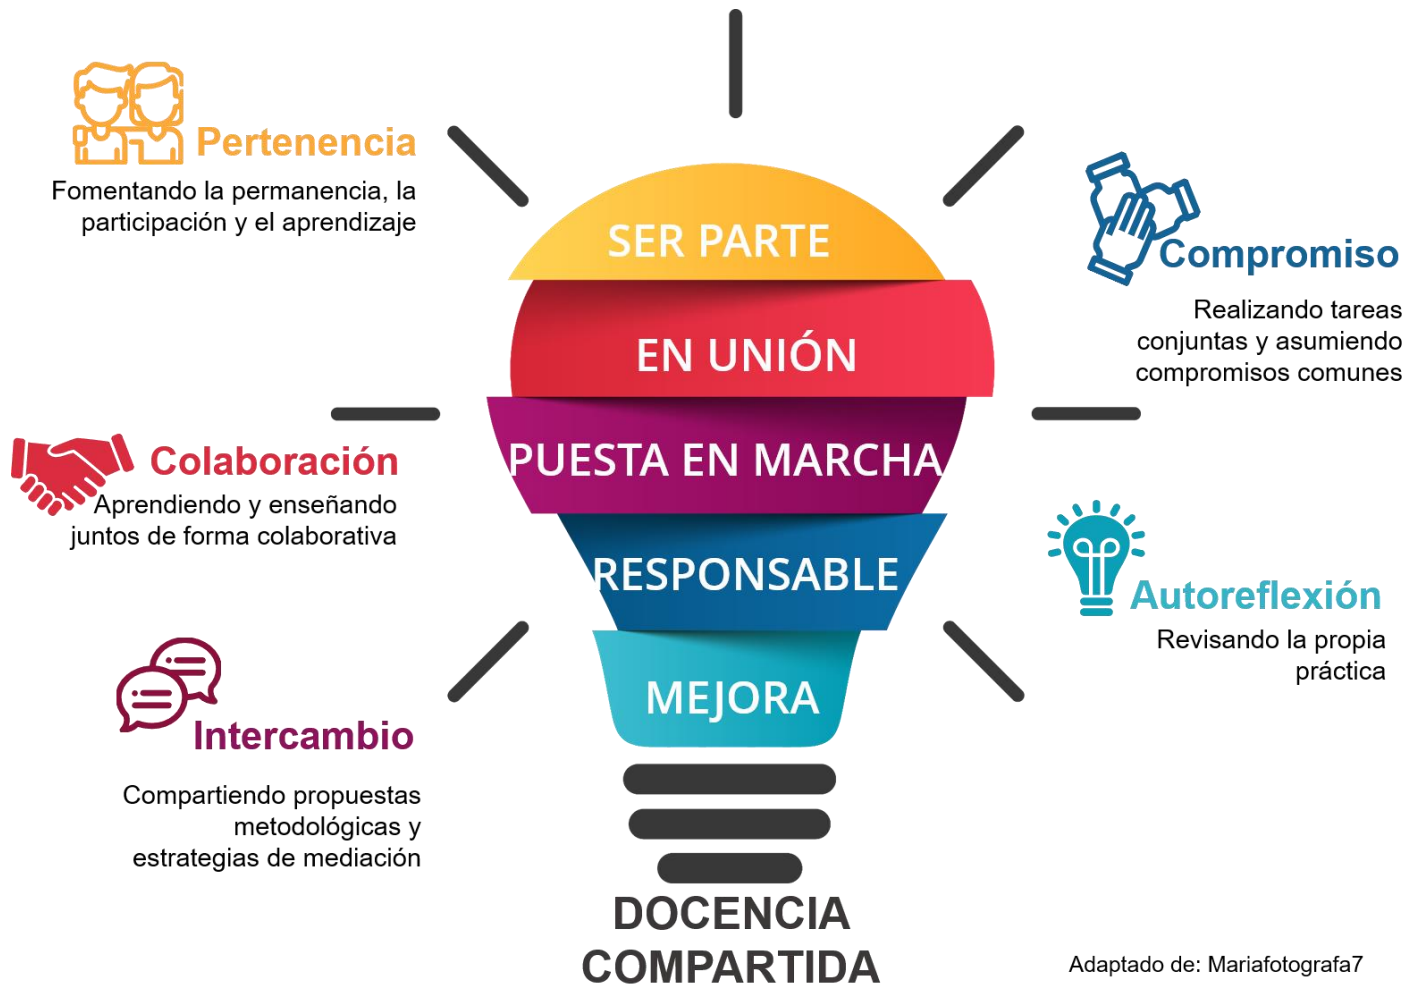 Pertenencia
Fomentando la permanencia, la
participación y el aprendizaje
Colaboración
Aprendiendo y enseñando
juntos de forma colaborativa
Intercambio
Compartiendo propuestas
metodológicas y
estrategias de mediación
SER PARTE
EN UNIÓN
PUESTA EN MARCHA
RESPONSABLE
MEJORA
DOCENCIA
COMPARTIDA
Compromiso
Realizando tareas
conjuntas y asumiendo
compromisos comunes
Autoreflexión
Revisando la propia
práctica
Adaptado de: Mariafotografa7